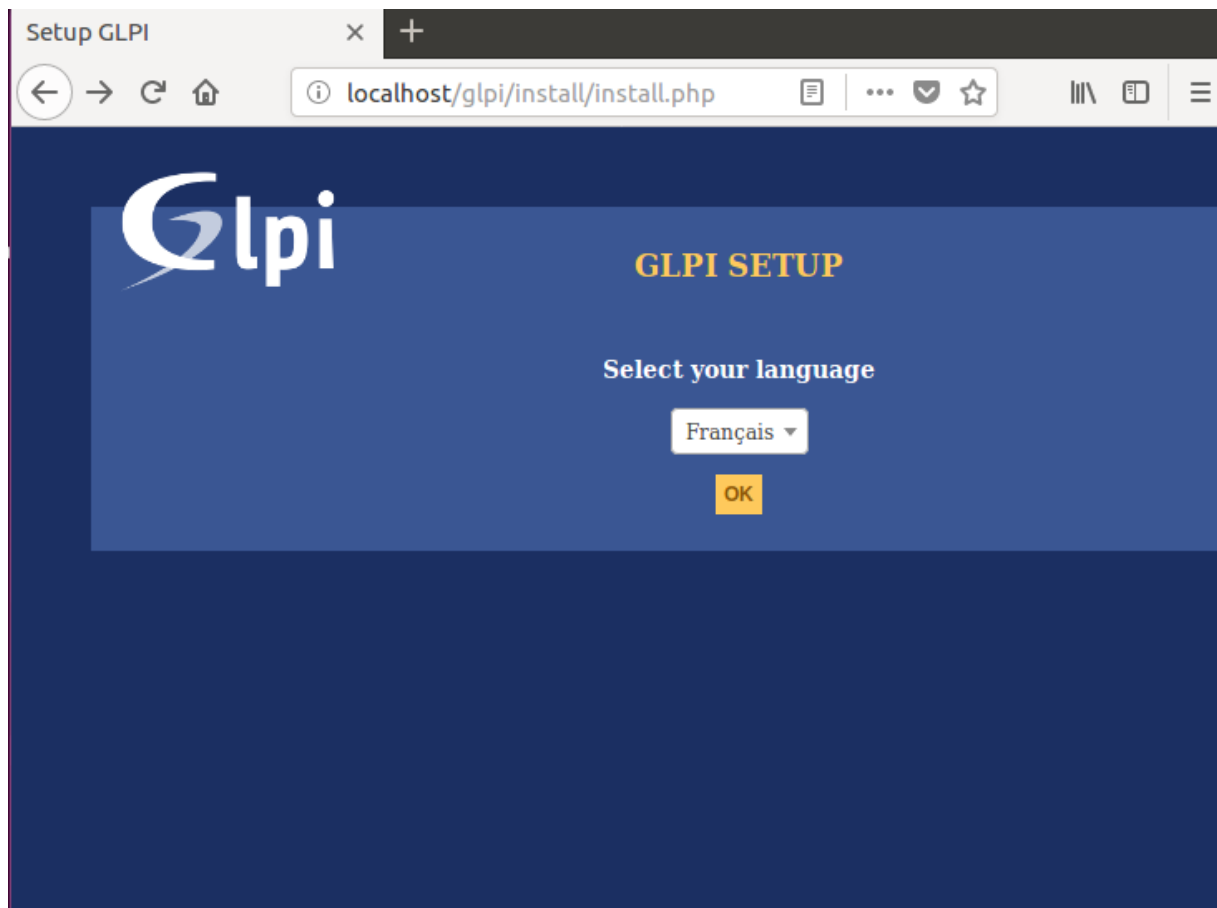 Setup GLPI
localhost/glpi/install/install.php
Glpi
GLPI SETUP
Select your language
Français
OK